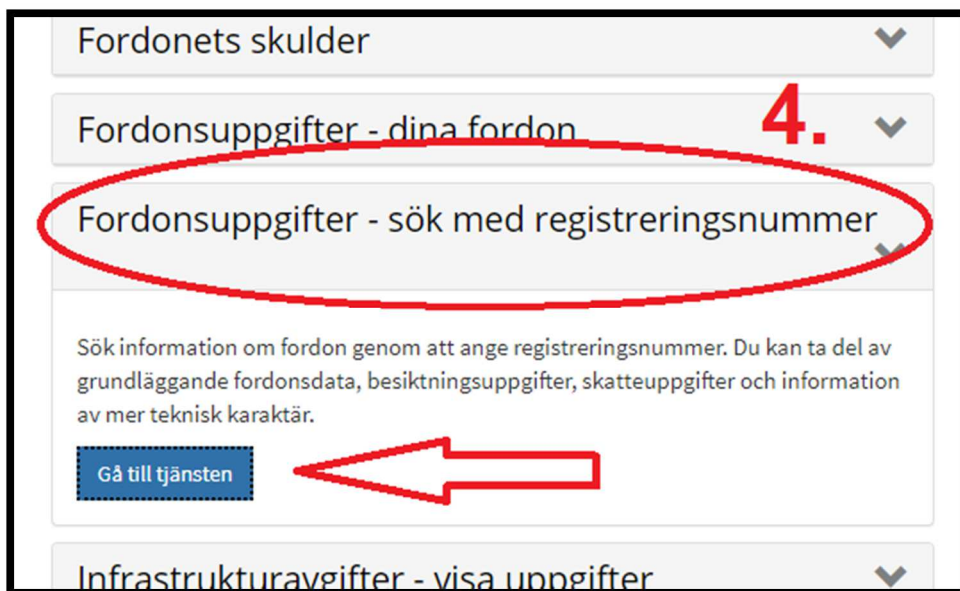 Fordonets skulder
4.
Fordonsuppgifter - dina fordon
Fordonsuppgifter - sök med registreringsnummer
Sök information om fordon genom att ange registreringsnummer. Du kan ta del av
grundläggande fordonsdata, besiktningsuppgifter, skatteuppgifter och information
av mer teknisk karaktär.
Gå till tjänsten
Infrastrukturavgifter - visa uppgifter